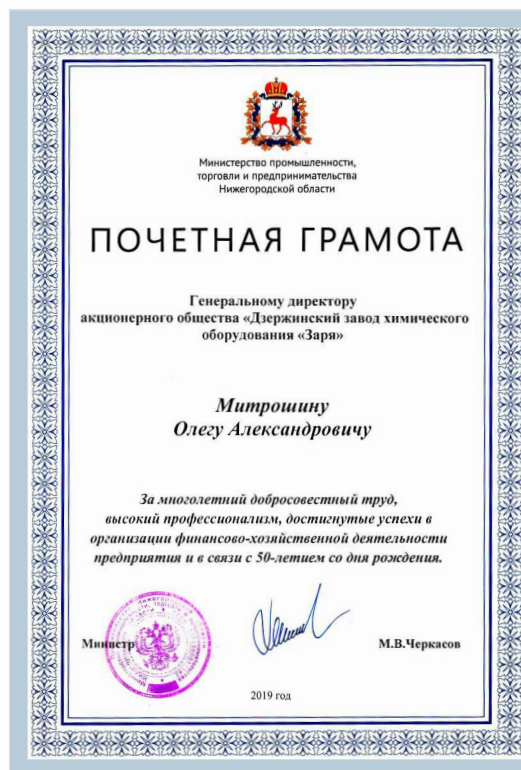 Министерство промышленности,
торговли и предпринимательства
Нижегородской области
ПОЧЕТНАЯ ГРАМОТА
Генеральному директору
акционерного общества «Дзержинский завод химического
оборудования «Заря»
Митрошину
Олегу Александровичу
За многолетний добросовестный труд,
высокий профессионализм, достигнутые успехи в
организации финансово-хозяйственной деятельности
предприятия и в связи с 50-летием со дня рождения.
Министр
М.В.Черкасов
2019 год